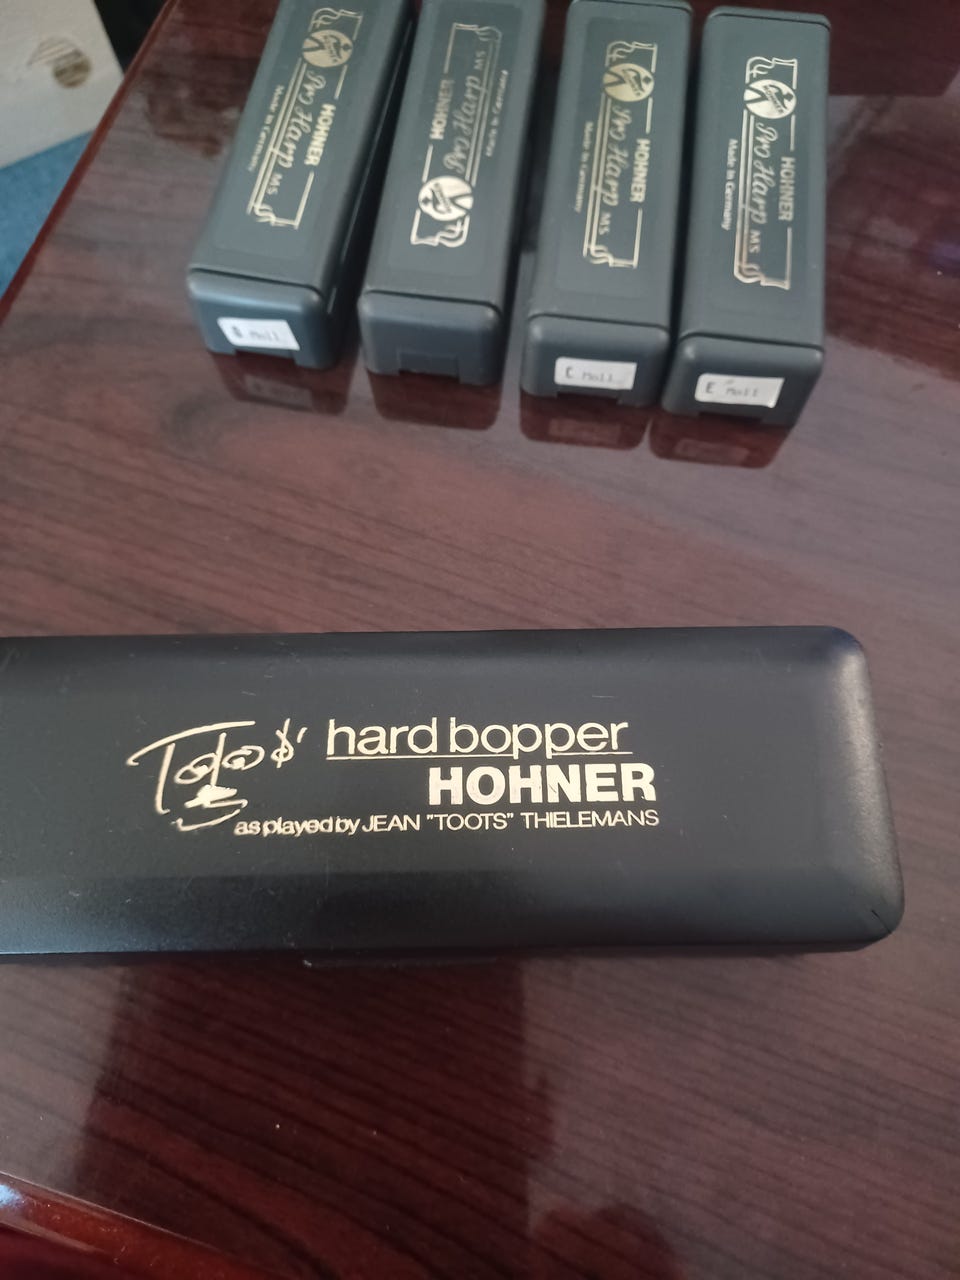 HOHNER
Pro Harp MS
Made in Germany
HOHNER
Pro Harp MS
HOHNER
Pro Harp MS
Made in Germany
HOHNER
Pro Harp MS
Made in Germany
Moll
C Moll
E Moll
Toots' hard bopper
HOHNER
as played by JEAN "TOOTS" THIELEMANS